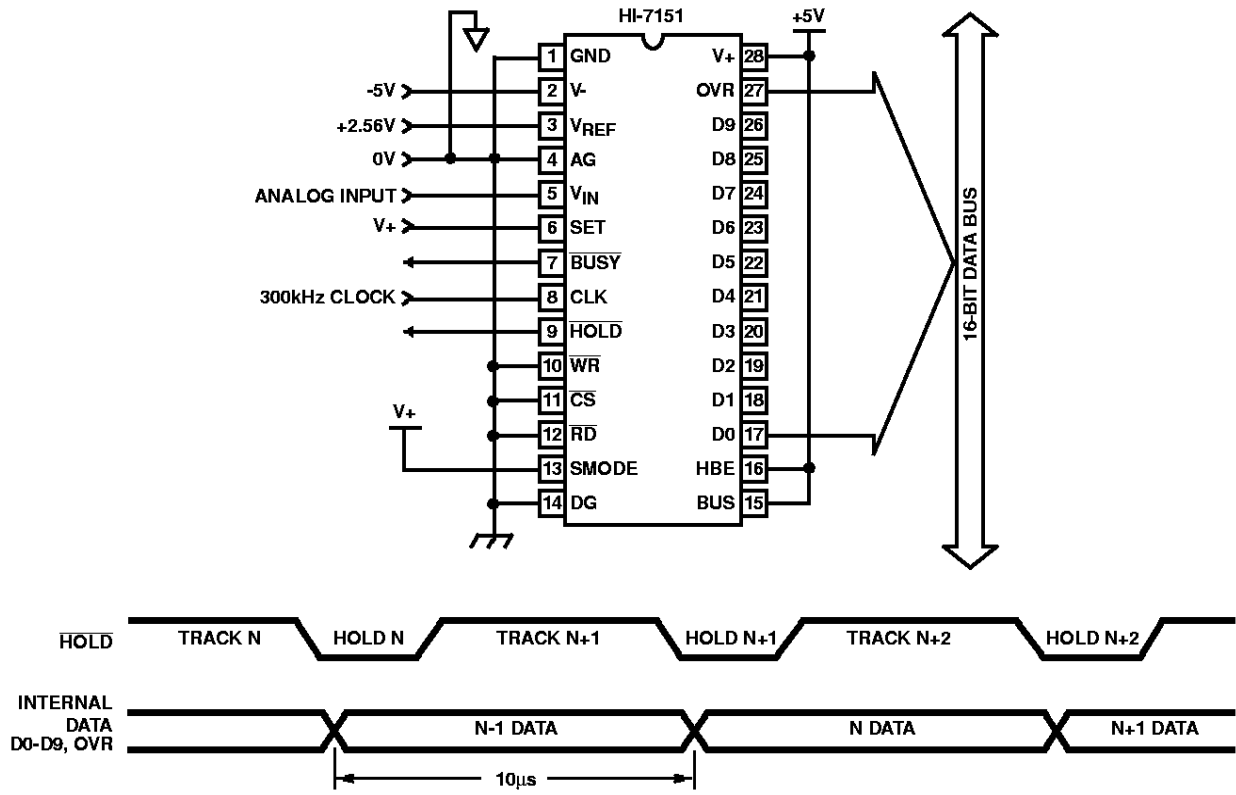 HI-7151
+5V
1 GND
V+ 28
-5V
2 V-
OVR 27
+2.56V
3 VREF
D9 26
0V
4 AG
D8 25
ANALOG INPUT
5 VIN
D7 24
V+
6 SET
D6 23
7 BUSY
D5 22
300kHz CLOCK
8 CLK
D4 21
9 HOLD
D3 20
10 WR
D2 19
11 CS
D1 18
V+
12 RD
D0 17
13 SMODE
HBE 16
14 DG
BUS 15
16-BIT DATA BUS
HOLD
TRACK N
HOLD N
TRACK N+1
HOLD N+1
TRACK N+2
HOLD N+2
INTERNAL
DATA
D0-D9, OVR
N-1 DATA
N DATA
N+1 DATA
10μs